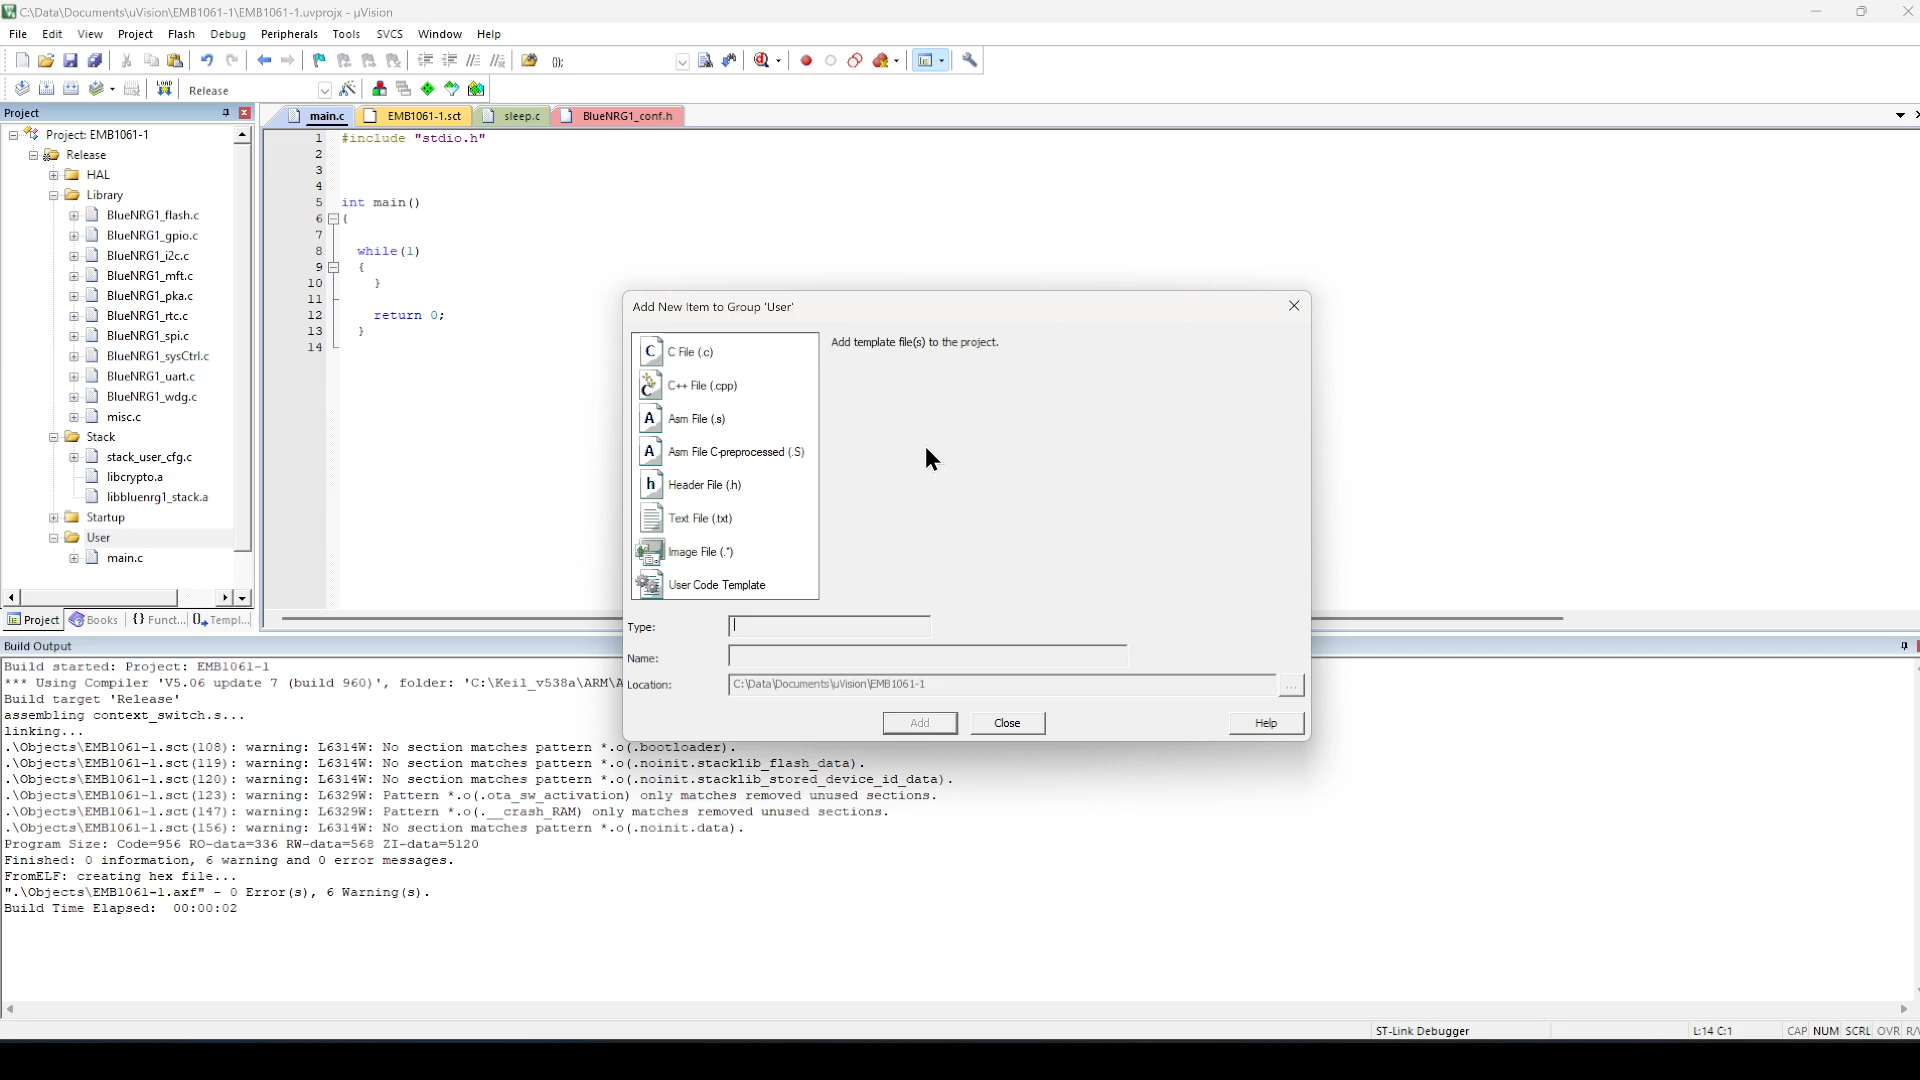 C:\Data\Documents\uVision\EMB1061-1\EMB1061-1.uvprojx - µVision
File Edit View Project Flash Debug Peripherals Tools SVCS Window Help
{};
LOAD Release
Project
main.c EMB1061-1.sct sleep.c BlueNRG1_conf.h
Project: EMB1061-1
Release
HAL
Library
BlueNRG1_flash.c
BlueNRG1_gpio.c
BlueNRG1_i2c.c
BlueNRG1_mft.c
BlueNRG1_pka.c
BlueNRG1_rtc.c
BlueNRG1_spi.c
BlueNRG1_sysCtrl.c
BlueNRG1_uart.c
BlueNRG1_wdg.c
misc.c
Stack
stack_user_cfg.c
libcrypto.a
libbluenrg1_stack.a
Startup
User
main.c
Project Books {} Funct... Templ...
1 #include "stdio.h"
2
3
4
5 int main()
6 {
7
8 while(1)
9 {
10 }
11
12 return 0;
13 }
14
Add New Item to Group 'User'
C File (.c)
C++ File (.cpp)
Asm File (.s)
Asm File C-preprocessed (.S)
Header File (.h)
Text File (.txt)
Image File (.*)
User Code Template
Add template file(s) to the project.
Type:
Name:
Location: C:\Data\Documents\µVision\EMB1061-1 ...
Add Close Help
Build Output
Build started: Project: EMB1061-1
*** Using Compiler 'V5.06 update 7 (build 960)', folder: 'C:\Keil_v538a\ARM\A
Build target 'Release'
assembling context_switch.s...
linking...
.\Objects\EMB1061-1.sct(108): warning: L6314W: No section matches pattern *.o(.bootloader).
.\Objects\EMB1061-1.sct(119): warning: L6314W: No section matches pattern *.o(.noinit.stacklib_flash_data).
.\Objects\EMB1061-1.sct(120): warning: L6314W: No section matches pattern *.o(.noinit.stacklib_stored_device_id_data).
.\Objects\EMB1061-1.sct(123): warning: L6329W: Pattern *.o(.ota_sw_activation) only matches removed unused sections.
.\Objects\EMB1061-1.sct(147): warning: L6329W: Pattern *.o(.__crash_RAM) only matches removed unused sections.
.\Objects\EMB1061-1.sct(156): warning: L6314W: No section matches pattern *.o(.noinit.data).
Program Size: Code=956 RO-data=336 RW-data=568 ZI-data=5120
Finished: 0 information, 6 warning and 0 error messages.
FromELF: creating hex file...
".\Objects\EMB1061-1.axf" - 0 Error(s), 6 Warning(s).
Build Time Elapsed: 00:00:02
ST-Link Debugger L:14 C:1 CAP NUM SCRL OVR R/